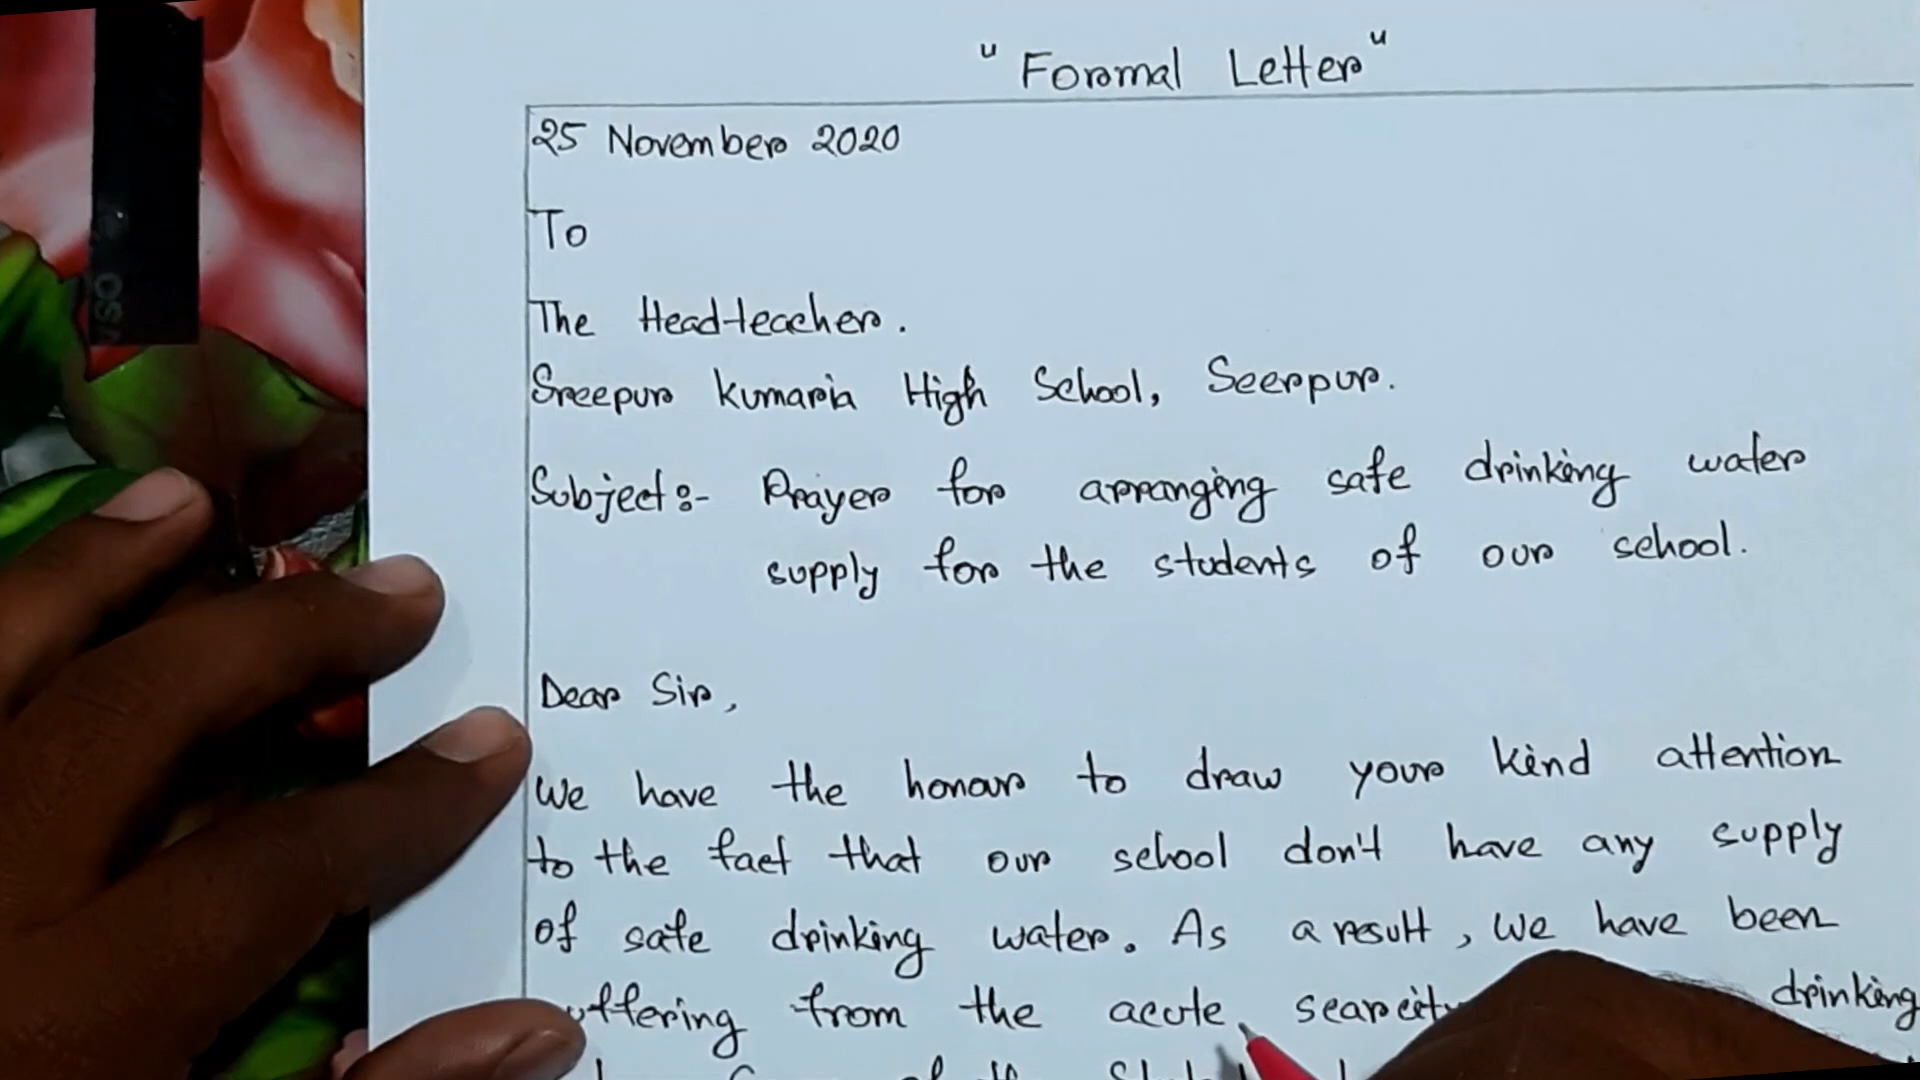 "Formal Letter"
25 November 2020
To
The Headteacher.
Sreepur Kumaria High School, Seerpur.
Subject:- Prayer for arranging safe drinking water
supply for the students of our school.
Dear Sir,
We have the honour to draw your kind attention
to the fact that our school don't have any supply
of safe drinking water. As a result, we have been
suffering from the acute scarcity drinking